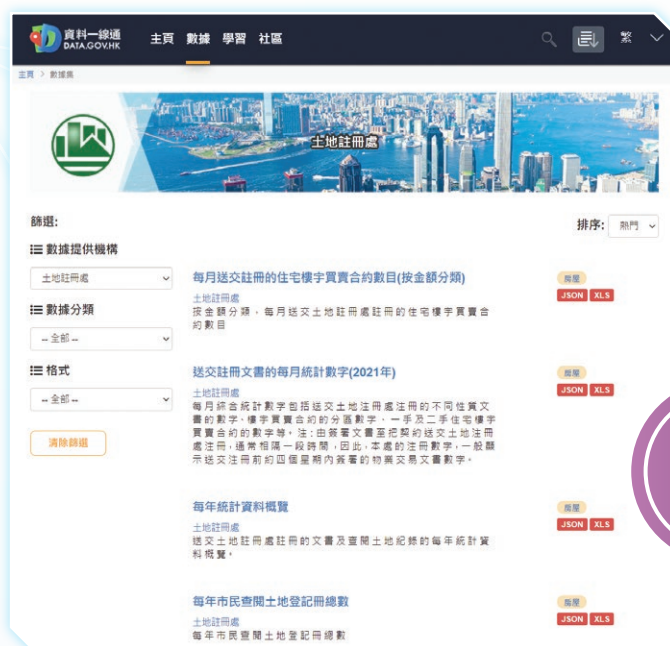 資料一線通
DATA.GOV.HK
主頁 數據 學習 社區
繁
主頁 > 數據集
土地註冊處
篩選:
排序: 熱門
數據提供機構
土地註冊處
數據分類
-- 全部 --
格式
-- 全部 --
清除篩選
每月送交註冊的住宅樓宇買賣合約數目(按金額分類)
房屋
土地註冊處
JSON XLS
按金額分類，每月送交土地註冊處註冊的住宅樓宇買賣合
約數目
送交註冊文書的每月統計數字(2021年)
房屋
土地註冊處
JSON XLS
每月綜合統計數字包括送交土地注冊處注冊的不同性質文
書的數字、樓宇買賣合約的分區數字、一手及二手住宅樓宇
買賣合約的數字等。注:由簽署文書至把契約送交土地注冊
處注冊,通常相隔一段時間,因此,本處的注冊數字,一般顯
示送交注冊前約四個星期內簽署的物業交易文書數字。
每年統計資料概覽
房屋
土地註冊處
JSON XLS
送交土地註冊處註冊的文書及查閱土地紀錄的每年統計資
料概覽。
每年市民查閱土地登記冊總數
房屋
土地註冊處
JSON XLS
每年市民查閱土地登記冊總數